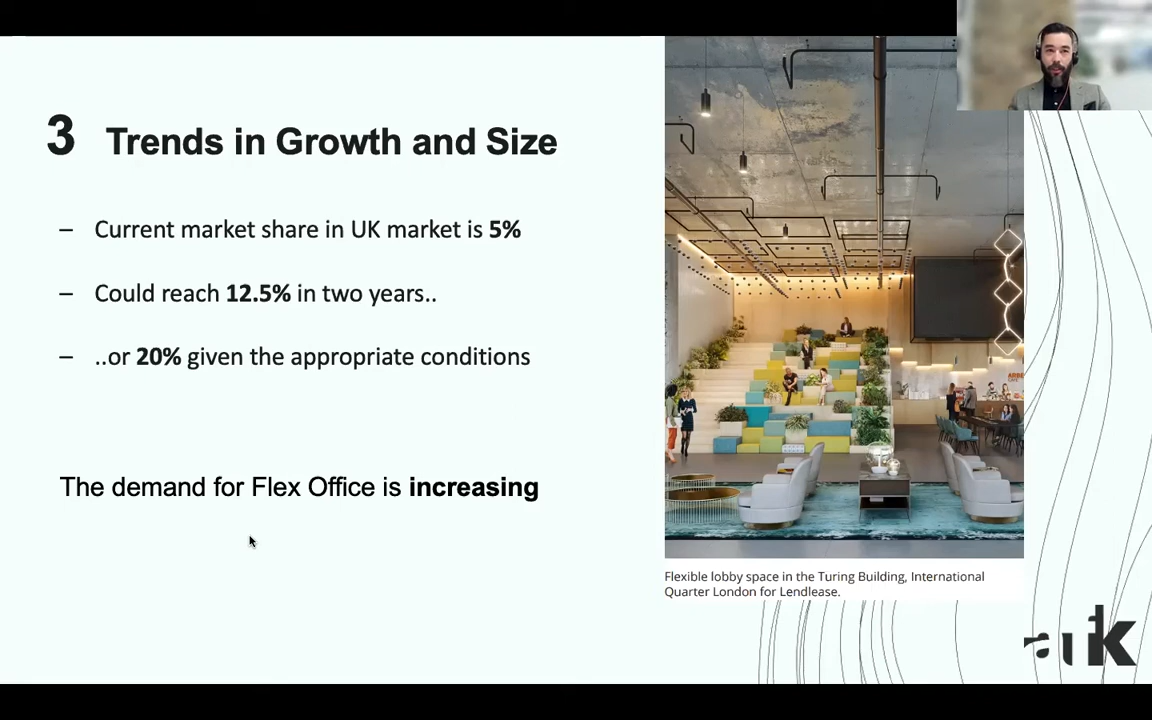 3 Trends in Growth and Size
– Current market share in UK market is 5%
– Could reach 12.5% in two years..
– ..or 20% given the appropriate conditions
The demand for Flex Office is increasing
Flexible lobby space in the Turing Building, International
Quarter London for Lendlease.